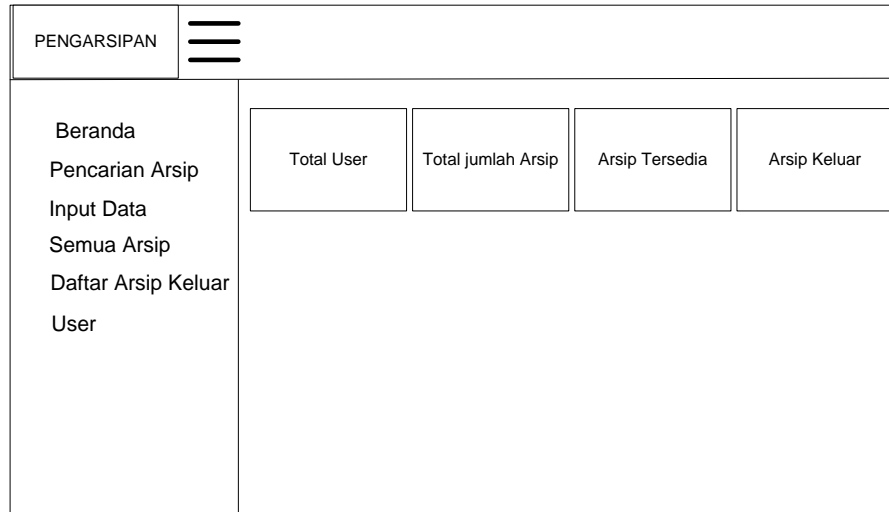 PENGARSIPAN
Beranda
Pencarian Arsip
Input Data
Semua Arsip
Daftar Arsip Keluar
User
Total User
Total jumlah Arsip
Arsip Tersedia
Arsip Keluar